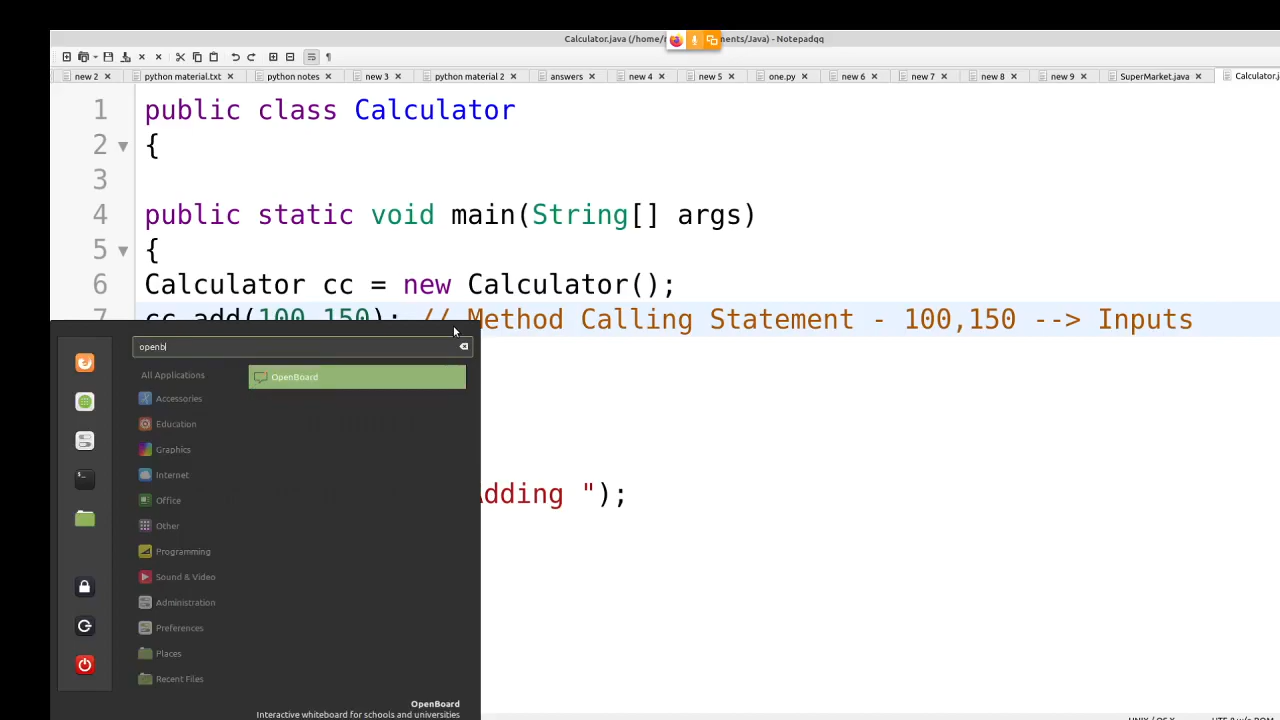 Calculator.java (/home/ ents/Java) - Notepadqq
new 2 python material.txt python notes new 3 python material 2 answers new 4 new 5 one.py new 6 new 7 new 8 new 9 SuperMarket.java Calculator.j
1 public class Calculator
2 {
3
4 public static void main(String[] args)
5 {
6 Calculator cc = new Calculator();
7 cc.add(100,150); // Method Calling Statement - 100,150 --> Inputs
Adding ");
openb
OpenBoard
All Applications
Accessories
Education
Graphics
Internet
Office
Other
Programming
Sound & Video
Administration
Preferences
Places
Recent Files
OpenBoard
Interactive whiteboard for schools and universities